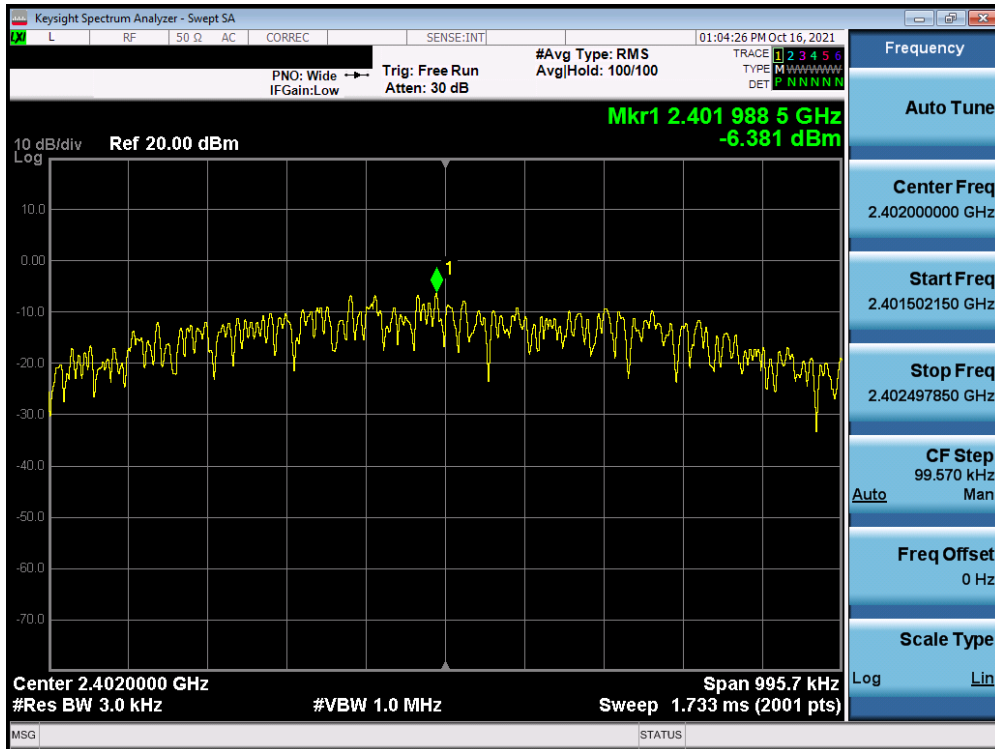 Keysight Spectrum Analyzer - Swept SA
LXI L RF 50 Ω AC CORREC SENSE:INT 01:04:26 PM Oct 16, 2021
PNO: Wide
IFGain:Low
Trig: Free Run
Atten: 30 dB
#Avg Type: RMS
Avg|Hold: 100/100
TRACE 1 2 3 4 5 6
TYPE M WWWWW
DET P N N N N N
Mkr1 2.401 988 5 GHz
-6.381 dBm
10 dB/div Ref 20.00 dBm
Log
10.0
0.00
-10.0
-20.0
-30.0
-40.0
-50.0
-60.0
-70.0
1
Center 2.4020000 GHz Span 995.7 kHz
#Res BW 3.0 kHz #VBW 1.0 MHz Sweep 1.733 ms (2001 pts)
MSG STATUS
Frequency
Auto Tune
Center Freq
2.402000000 GHz
Start Freq
2.401502150 GHz
Stop Freq
2.402497850 GHz
CF Step
99.570 kHz
Auto Man
Freq Offset
0 Hz
Scale Type
Log Lin